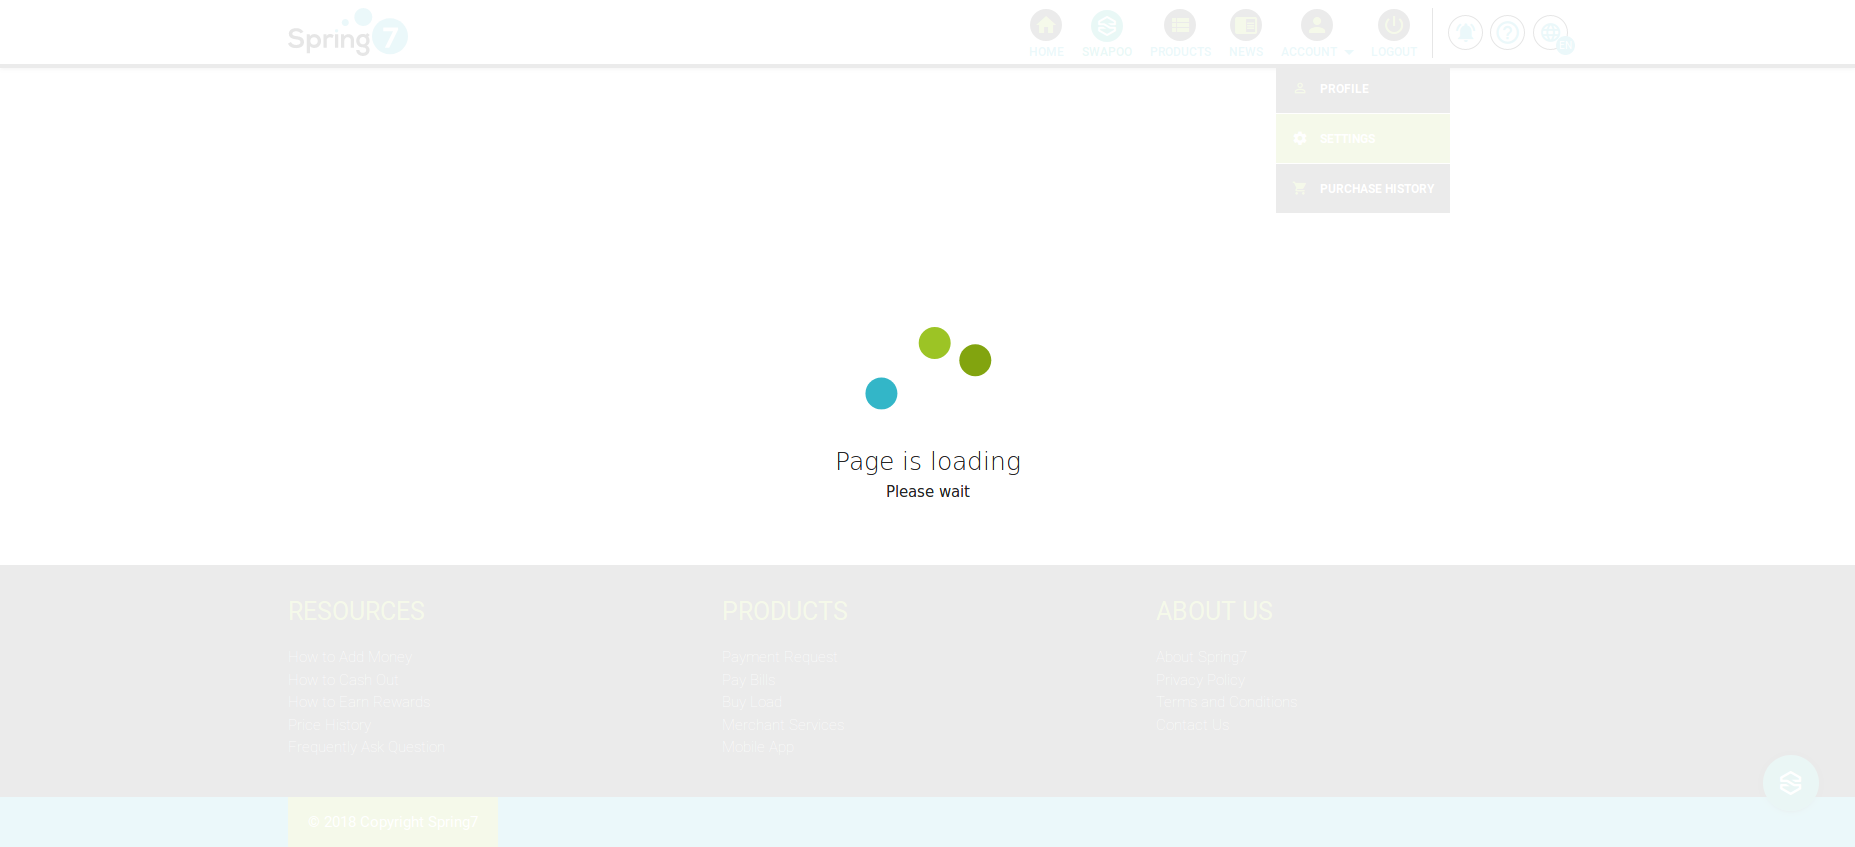 Spring7
HOME SWAPOO PRODUCTS NEWS ACCOUNT LOGOUT EN
PROFILE
SETTINGS
PURCHASE HISTORY
Page is loading
Please wait
RESOURCES
How to Add Money
How to Cash Out
How to Earn Rewards
Price History
Frequently Ask Question
PRODUCTS
Payment Request
Pay Bills
Buy Load
Merchant Services
Mobile App
ABOUT US
About Spring7
Privacy Policy
Terms and Conditions
Contact Us
© 2018 Copyright Spring7